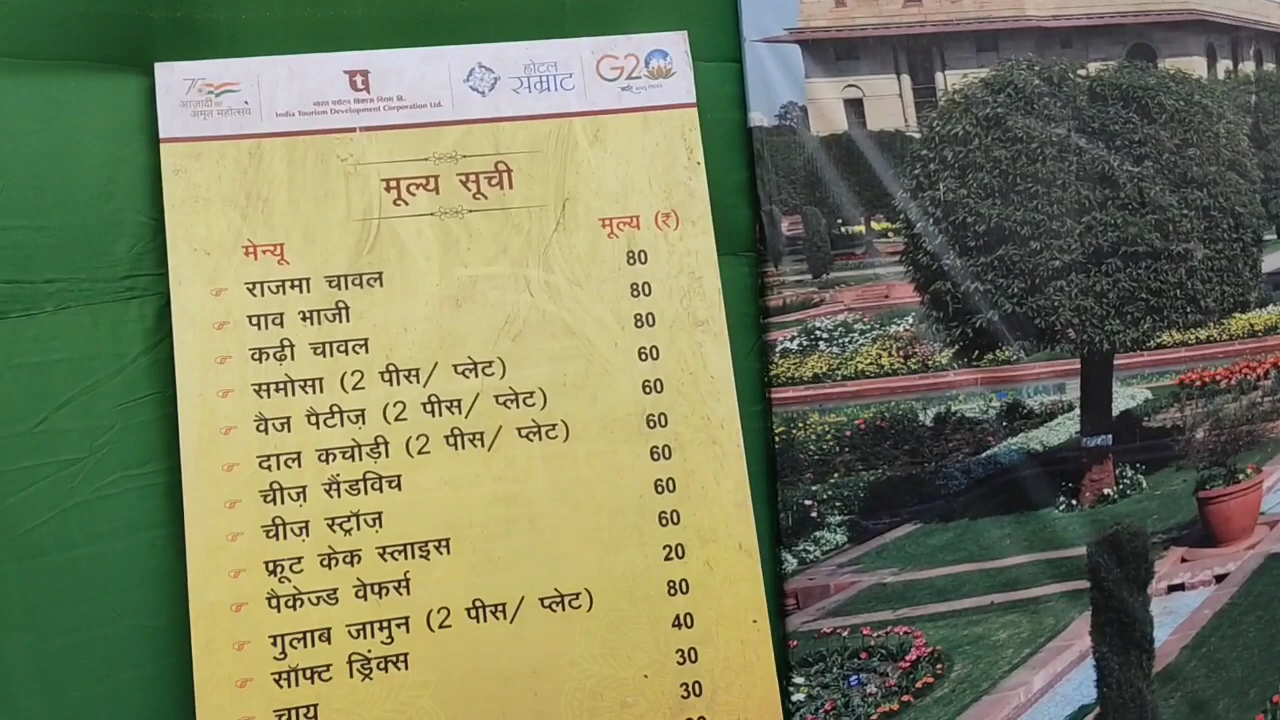 75
आज़ादी का
अमृत महोत्सव
भारत पर्यटन विकास निगम लि.
India Tourism Development Corporation Ltd.
होटल
सम्राट
G20
मूल्य सूची
मेन्यू मूल्य (₹)
राजमा चावल 80
पाव भाजी 80
कढ़ी चावल 80
समोसा (2 पीस/ प्लेट) 60
वैज पैटीज़ (2 पीस/ प्लेट) 60
दाल कचोड़ी (2 पीस/ प्लेट) 60
चीज़ सैंडविच 60
चीज़ स्ट्रॉज़ 60
फ्रूट केक स्लाइस 60
पैकेज्ड वेफर्स 20
गुलाब जामुन (2 पीस/ प्लेट) 80
सॉफ्ट ड्रिंक्स 40
चाय 30
30